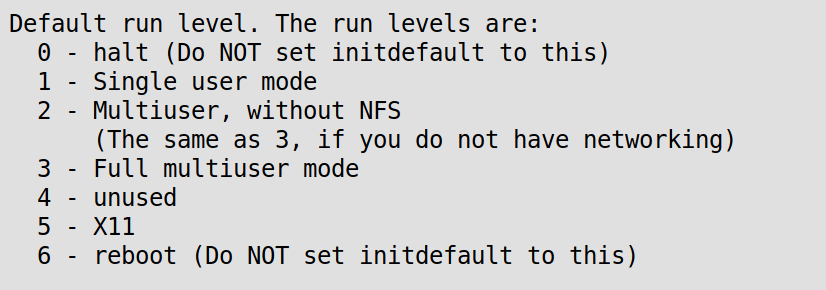 Default run level. The run levels are:
0 - halt (Do NOT set initdefault to this)
1 - Single user mode
2 - Multiuser, without NFS
(The same as 3, if you do not have networking)
3 - Full multiuser mode
4 - unused
5 - X11
6 - reboot (Do NOT set initdefault to this)